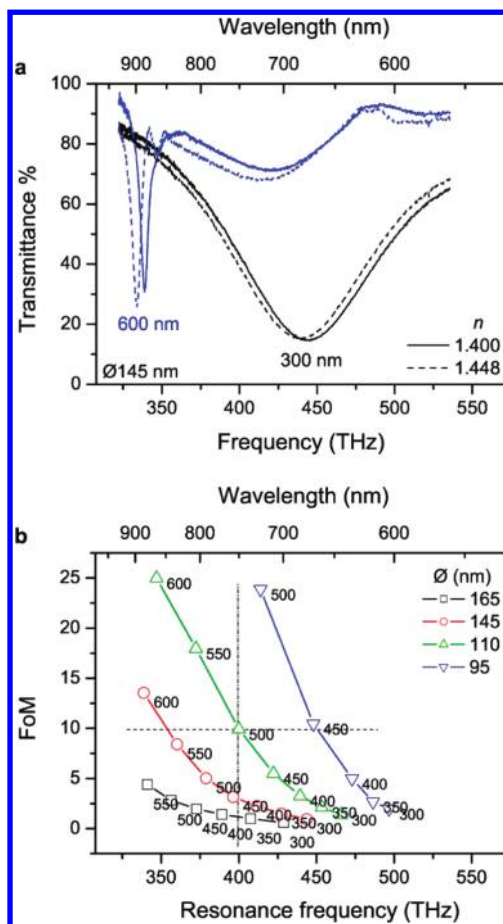 Wavelength (nm)
900 800 700 600
a
100
80
60
40
20
0
Transmittance %
600 nm
Ø145 nm
300 nm
n
1.400
1.448
350 400 450 500 550
Frequency (THz)
Wavelength (nm)
900 800 700 600
b
25
20
15
10
5
0
FoM
Ø (nm)
165
145
110
95
600
550
500
450
400
350
300
600
550
500
450
400
350
300
600
550
500
450
400
350
300
500
450
400
350
300
350 400 450 500 550
Resonance frequency (THz)